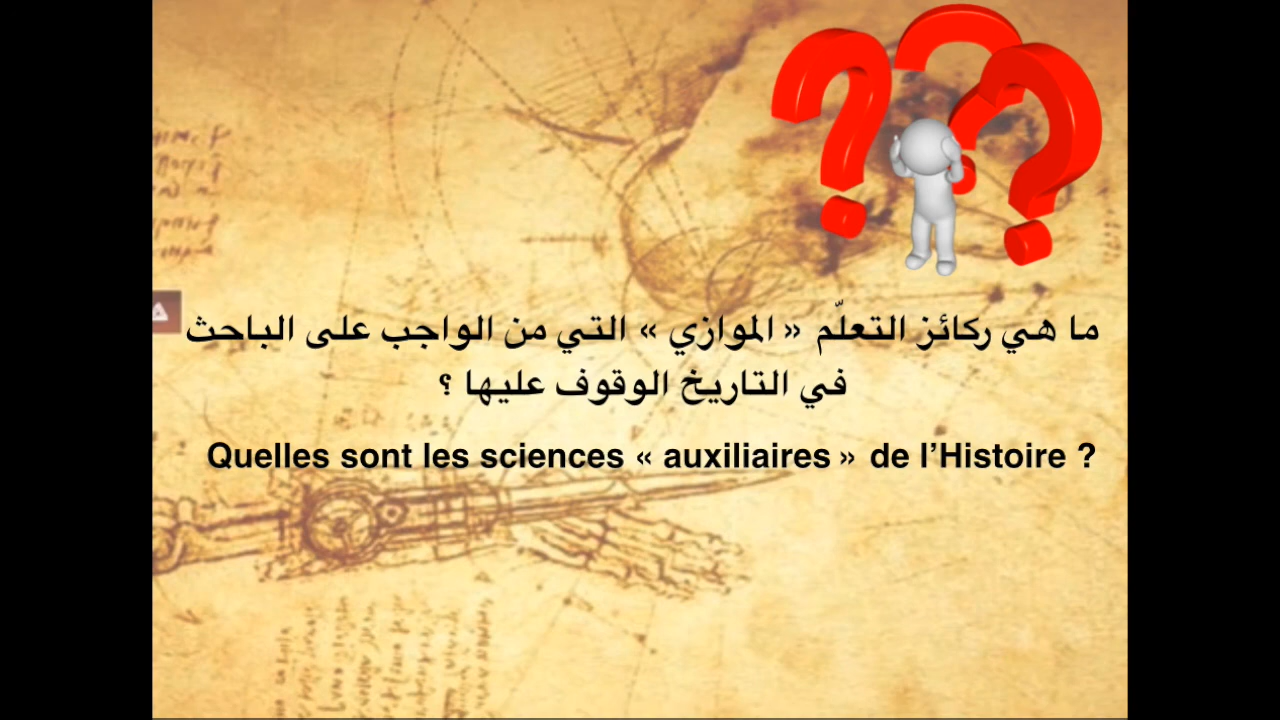 ما هي ركائز التعلّم « الموازي » التي من الواجب على الباحث
في التاريخ الوقوف عليها ؟
Quelles sont les sciences « auxiliaires » de l’Histoire ?